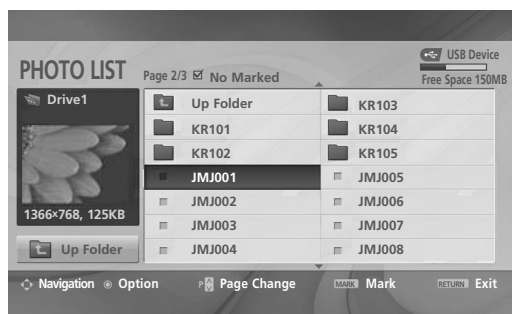 USB Device
PHOTO LIST
Page 2/3 No Marked
Free Space 150MB
Drive1
Up Folder
KR103
KR101
KR104
KR102
KR105
JMJ001
JMJ005
JMJ002
JMJ006
JMJ003
JMJ007
JMJ004
JMJ008
1366×768, 125KB
Up Folder
Navigation
Option
P Page Change
MARK Mark
RETURN Exit